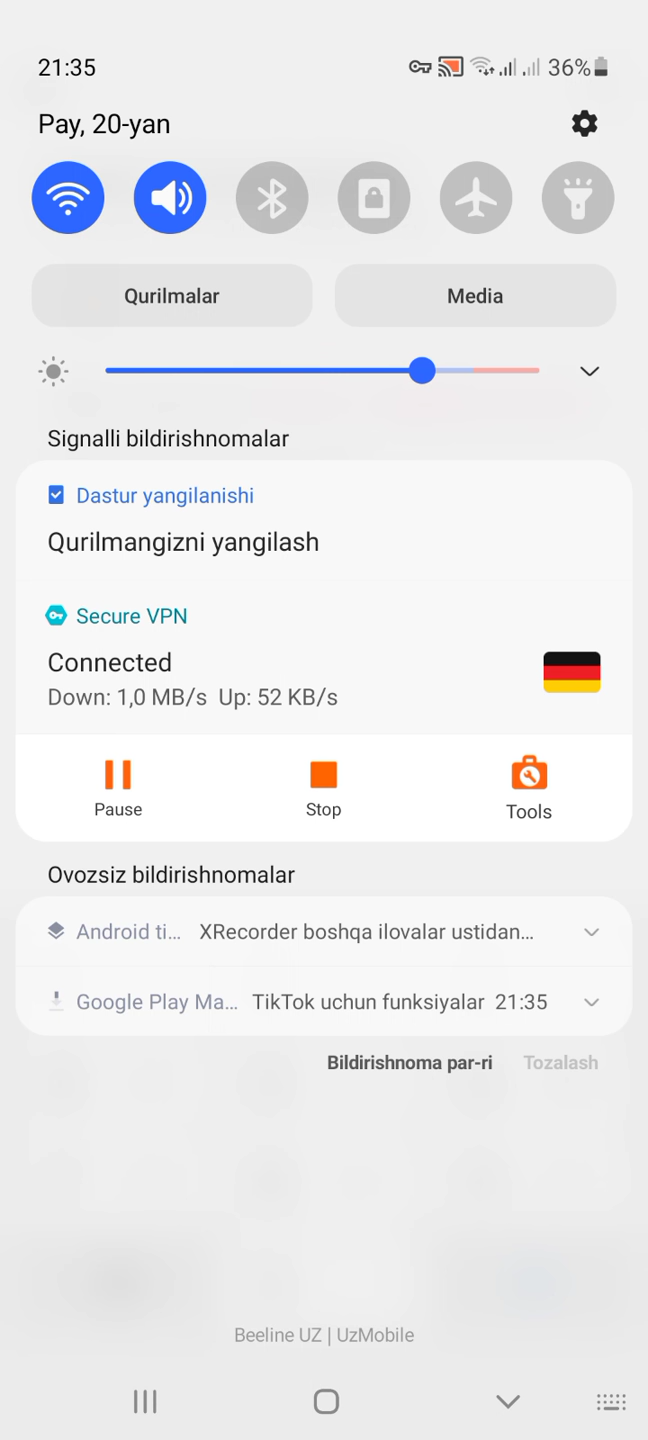 21:35
36%
Pay, 20-yan
Qurilmalar
Media
Signalli bildirishnomalar
Dastur yangilanishi
Qurilmangizni yangilash
Secure VPN
Connected
Down: 1,0 MB/s Up: 52 KB/s
Pause
Stop
Tools
Ovozsiz bildirishnomalar
Android ti... XRecorder boshqa ilovalar ustidan...
Google Play Ma... TikTok uchun funksiyalar 21:35
Bildirishnoma par-ri
Tozalash
Beeline UZ | UzMobile